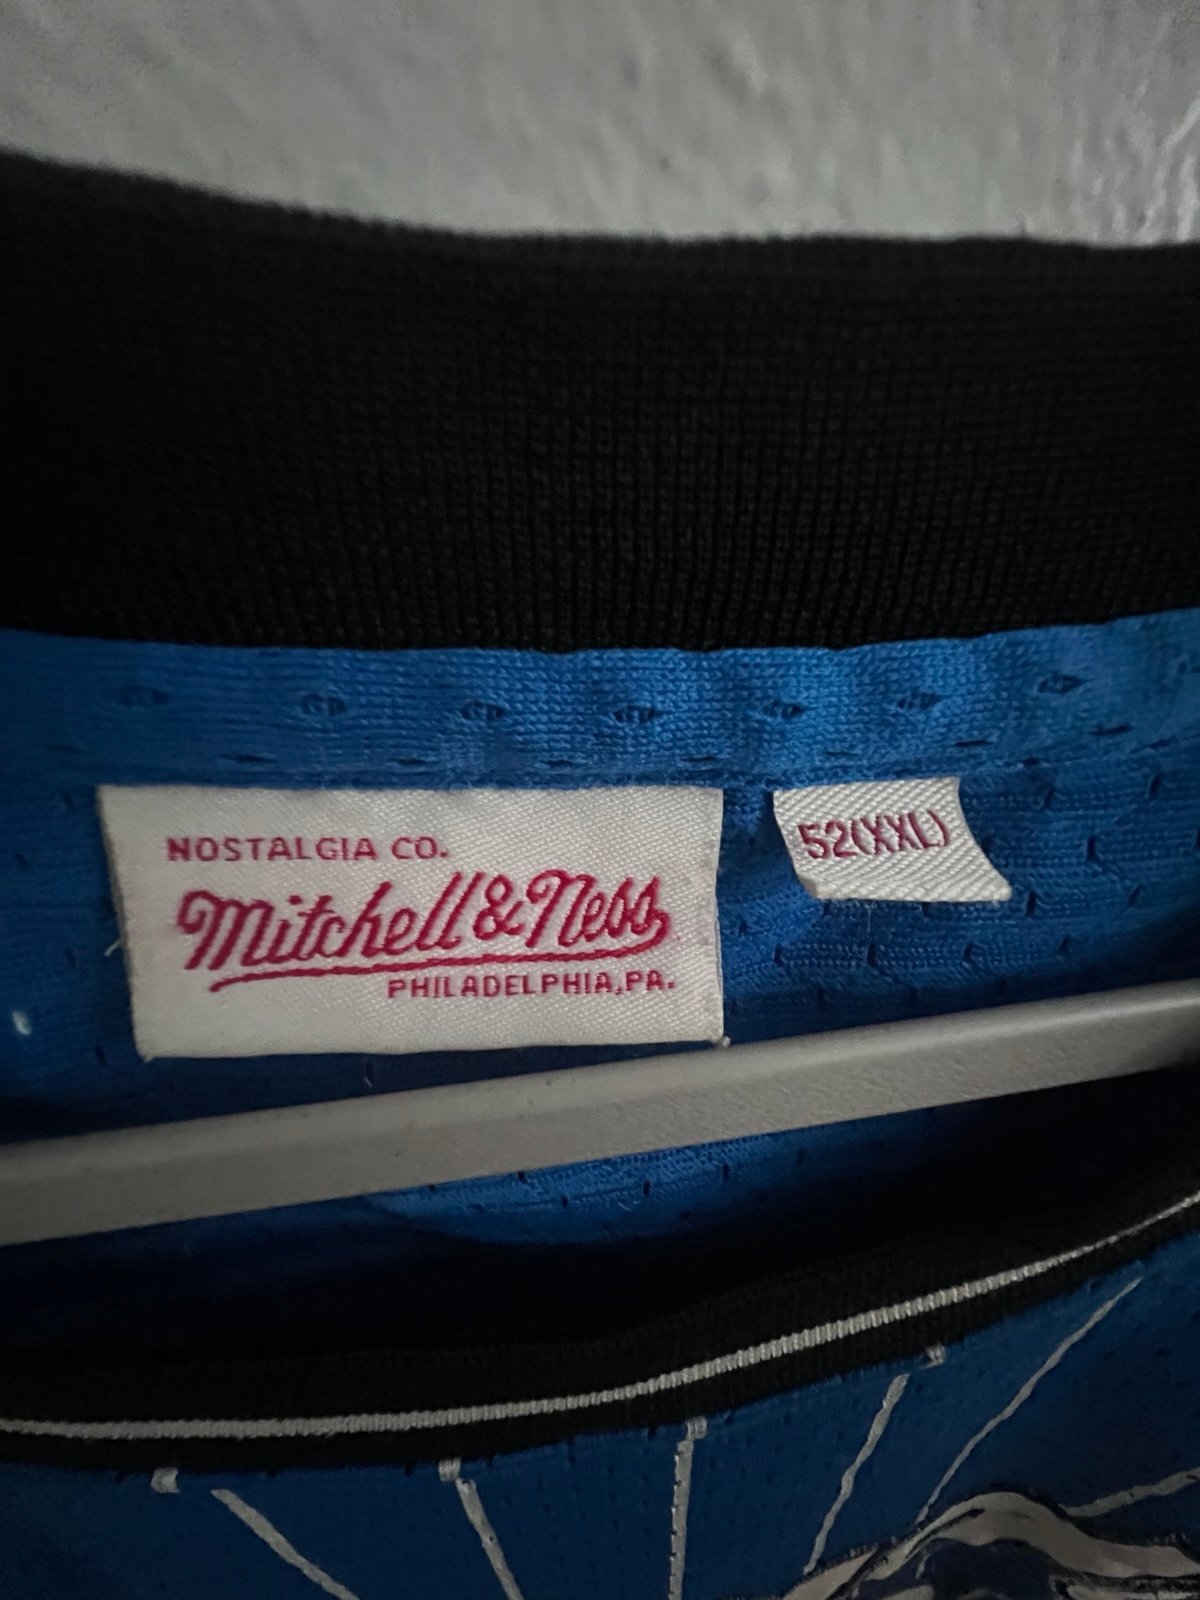 NOSTALGIA CO.
Mitchell & Ness
PHILADELPHIA, PA.
52(XXL)